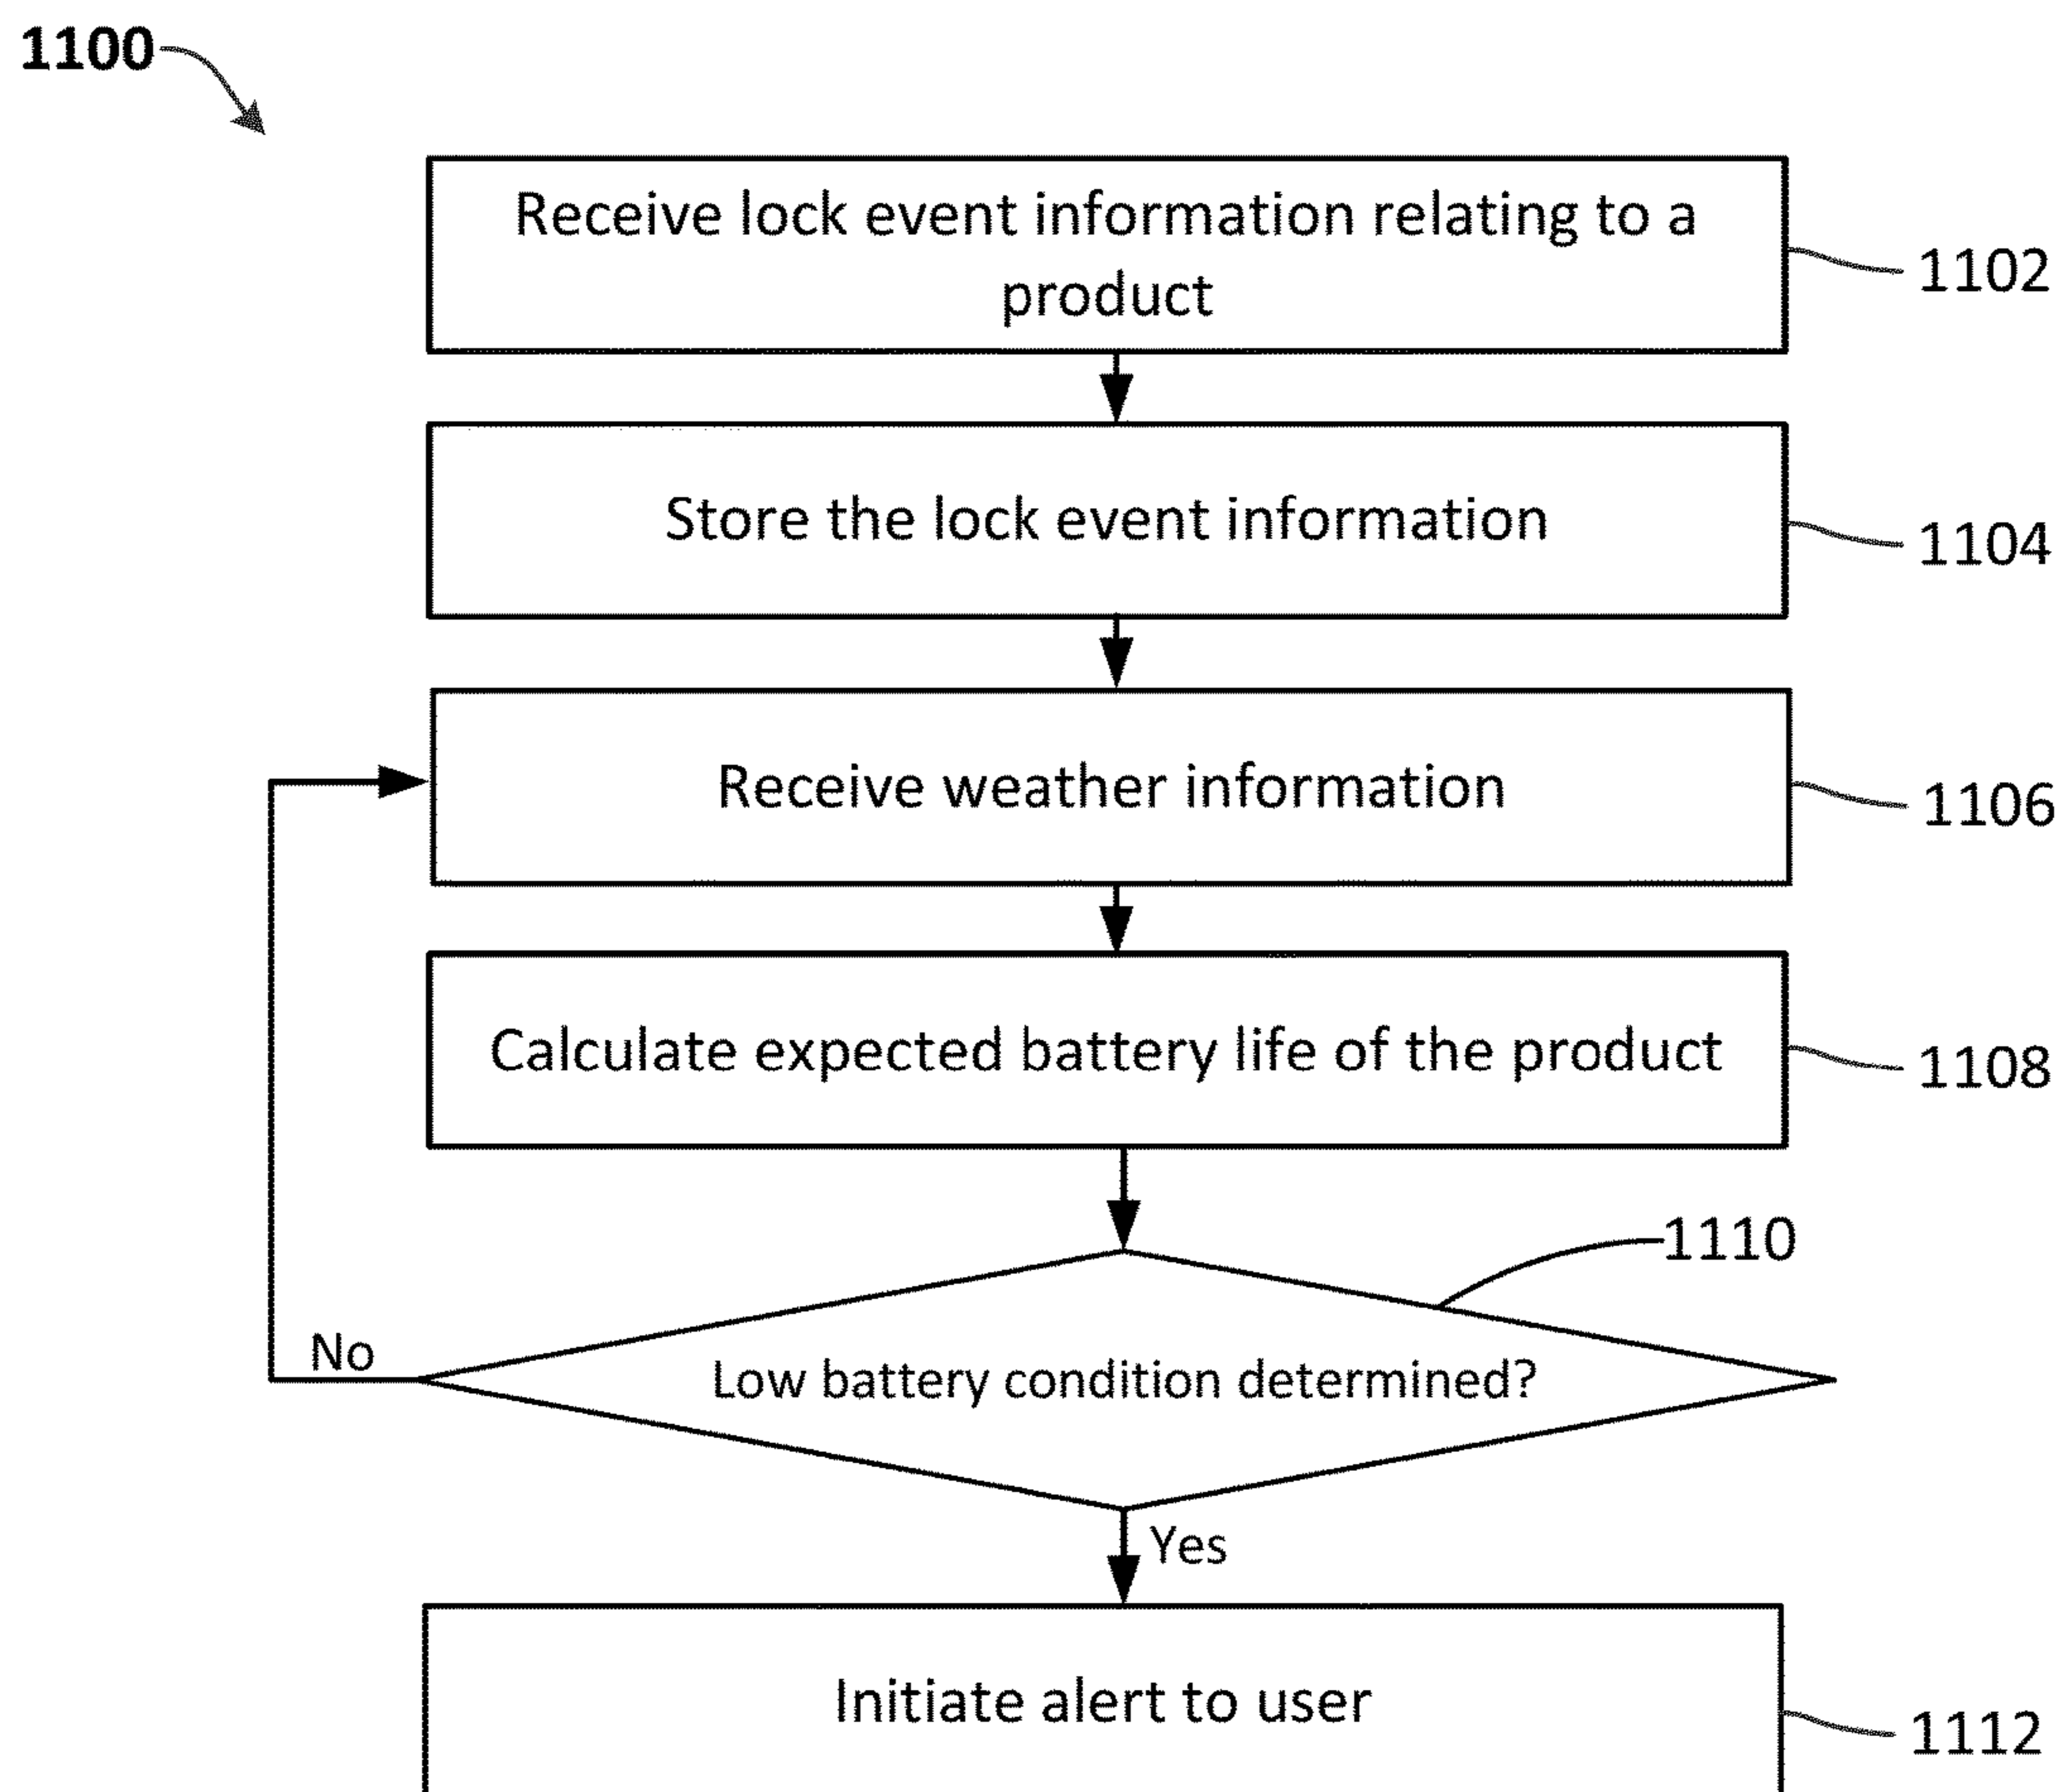 1100
Receive lock event information relating to a
product
1102
Store the lock event information
1104
Receive weather information
1106
Calculate expected battery life of the product
1108
1110
No
Low battery condition determined?
Yes
Initiate alert to user
1112